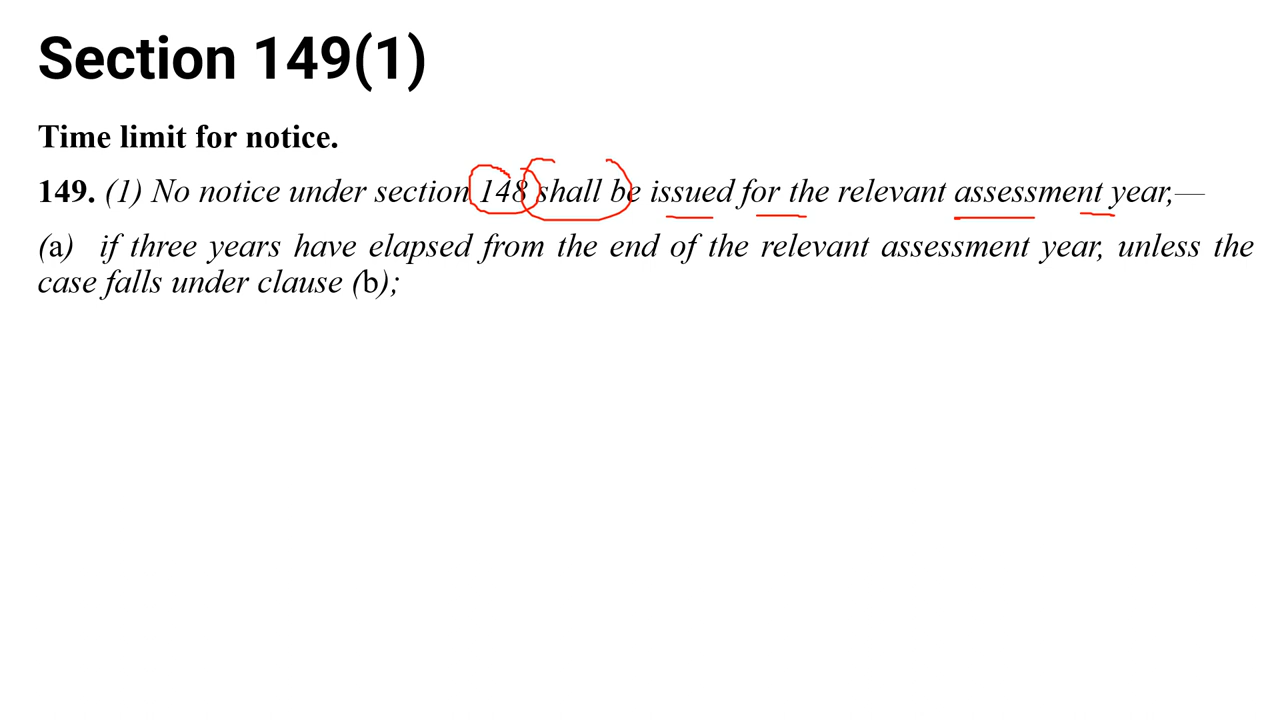 Section 149(1)
Time limit for notice.
149. (1) No notice under section 148 shall be issued for the relevant assessment year,—
(a) if three years have elapsed from the end of the relevant assessment year, unless the
case falls under clause (b);